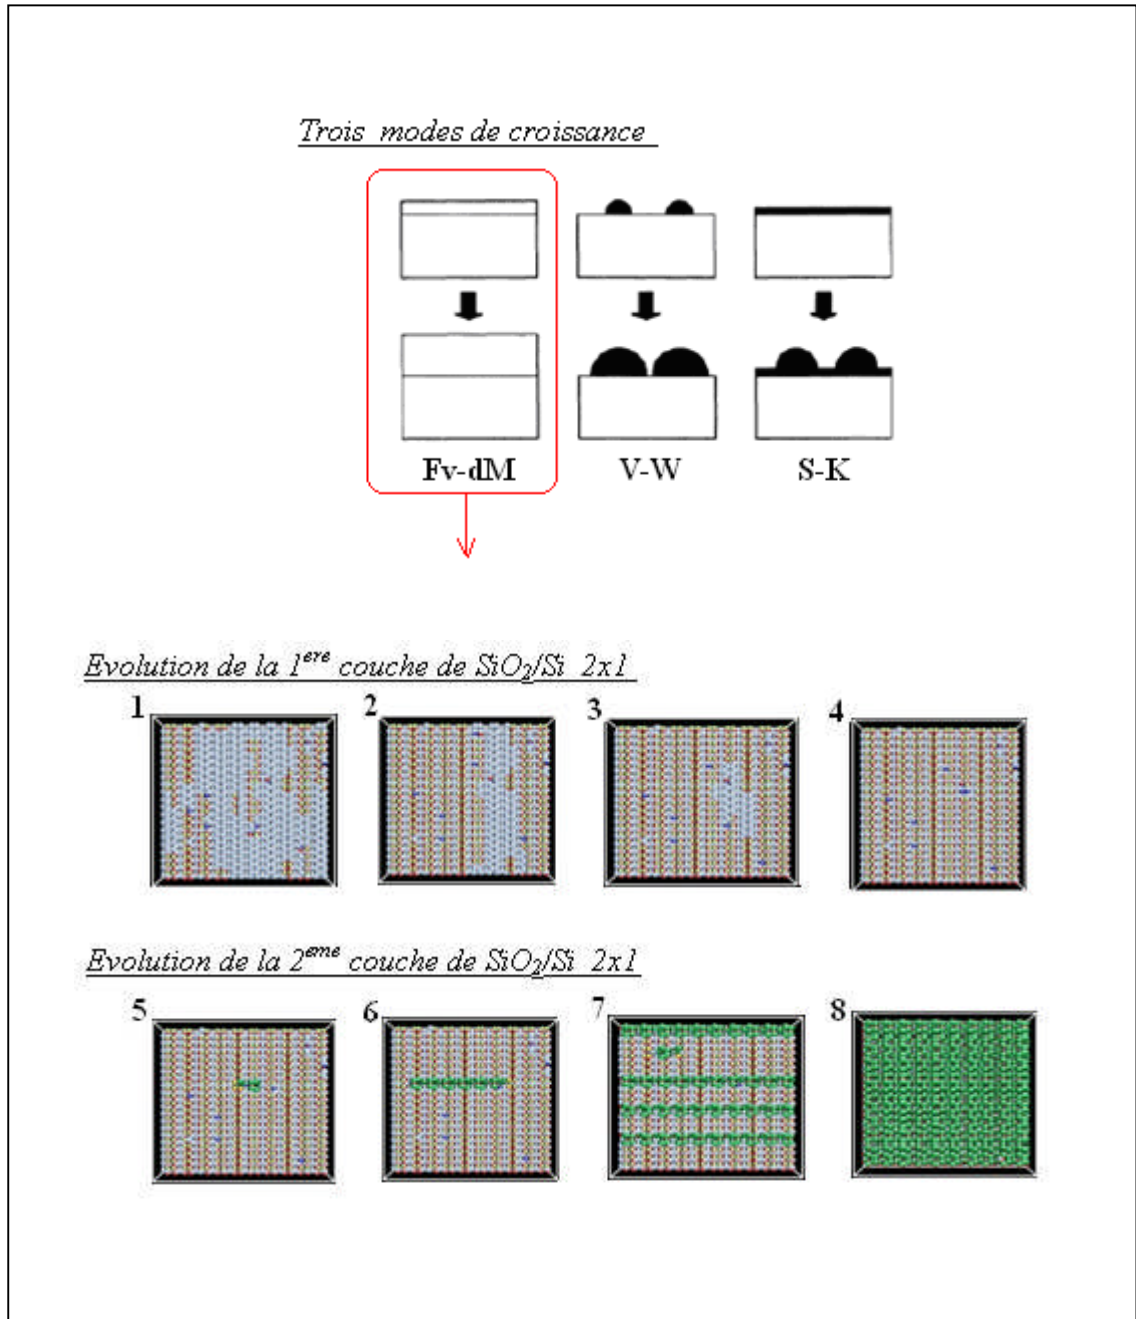 Trois modes de croissance
Fv-dM V-W S-K
Evolution de la 1ere couche de SiO2/Si 2x1
1 2 3 4
Evolution de la 2eme couche de SiO2/Si 2x1
5 6 7 8